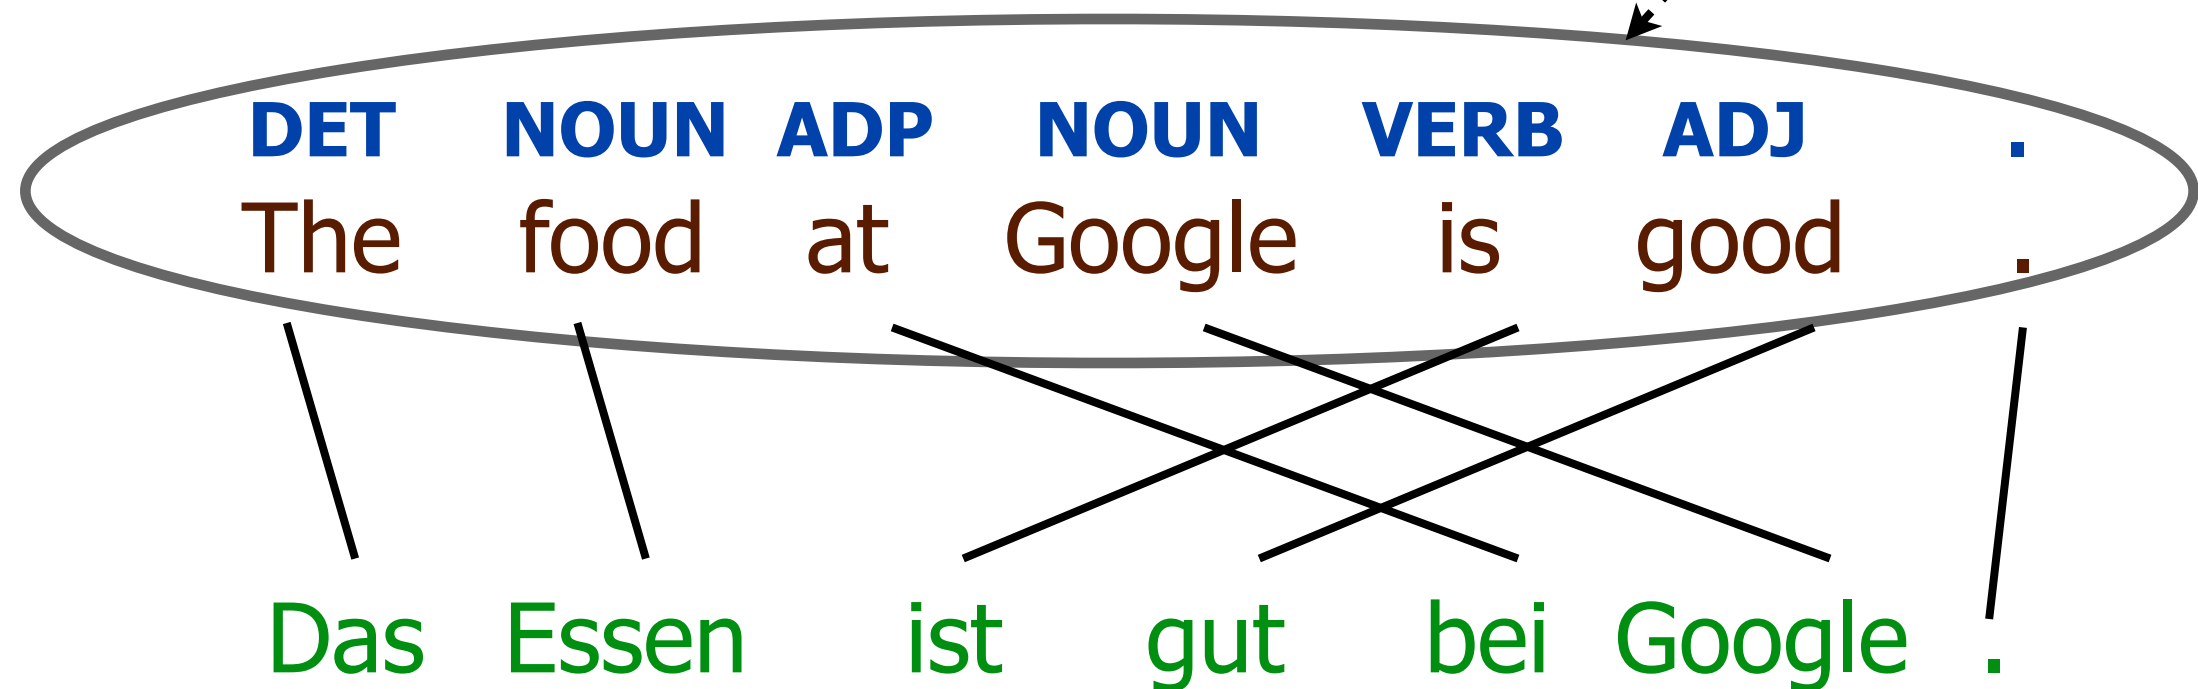 DET NOUN ADP NOUN VERB ADJ .
The food at Google is good .
Das Essen ist gut bei Google .